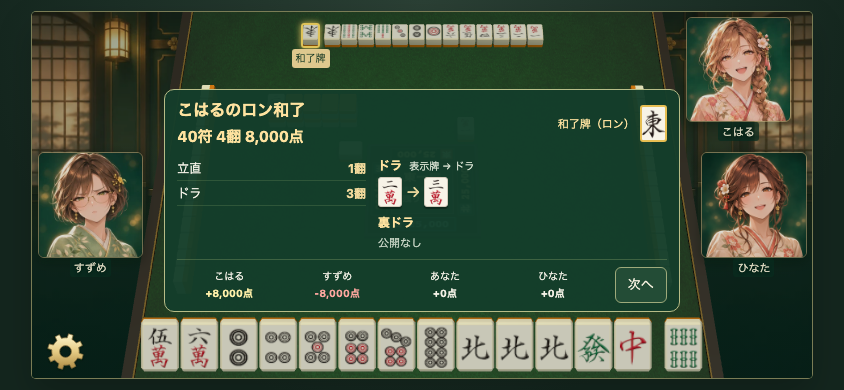 東
和了牌
こはるのロン和了
40符 4翻 8,000点
和了牌（ロン） 東
立直 1翻
ドラ 3翻
ドラ 表示牌 → ドラ
二萬 → 三萬
裏ドラ
公開なし
こはる すずめ あなた ひなた
+8,000点 -8,000点 +0点 +0点
次へ
こはる
すずめ
ひなた
伍萬 六萬 北 北 北 發 中